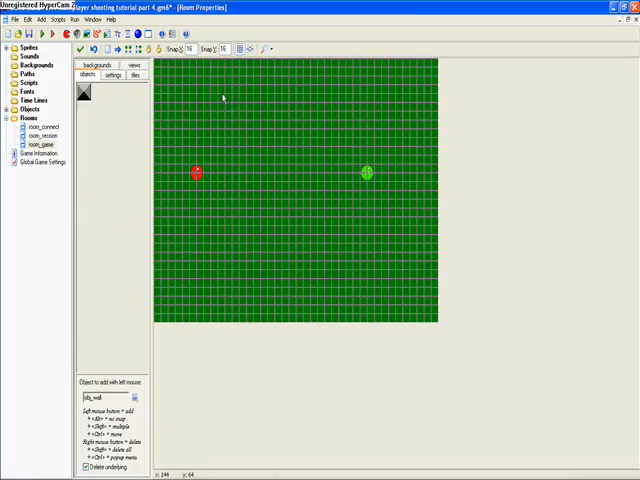 Unregistered HyperCam 2
layer shooting tutorial part 4.gm6* - [Room Properties]
File Edit Add Scripts Run Window Help
Snap X: 16 Snap Y: 16
Sprites
Sounds
Backgrounds
Paths
Scripts
Fonts
Time Lines
Objects
Rooms
room_connect
room_session
room_game
Game Information
Global Game Settings
backgrounds views
objects settings tiles
Object to add with left mouse:
obj_wall
Left mouse button = add
+ <Alt> = no snap
+ <Shift> = multiple
+ <Ctrl> = move
Right mouse button = delete
+ <Shift> = delete all
+ <Ctrl> = popup menu
Delete underlying
x: 144 y: 64